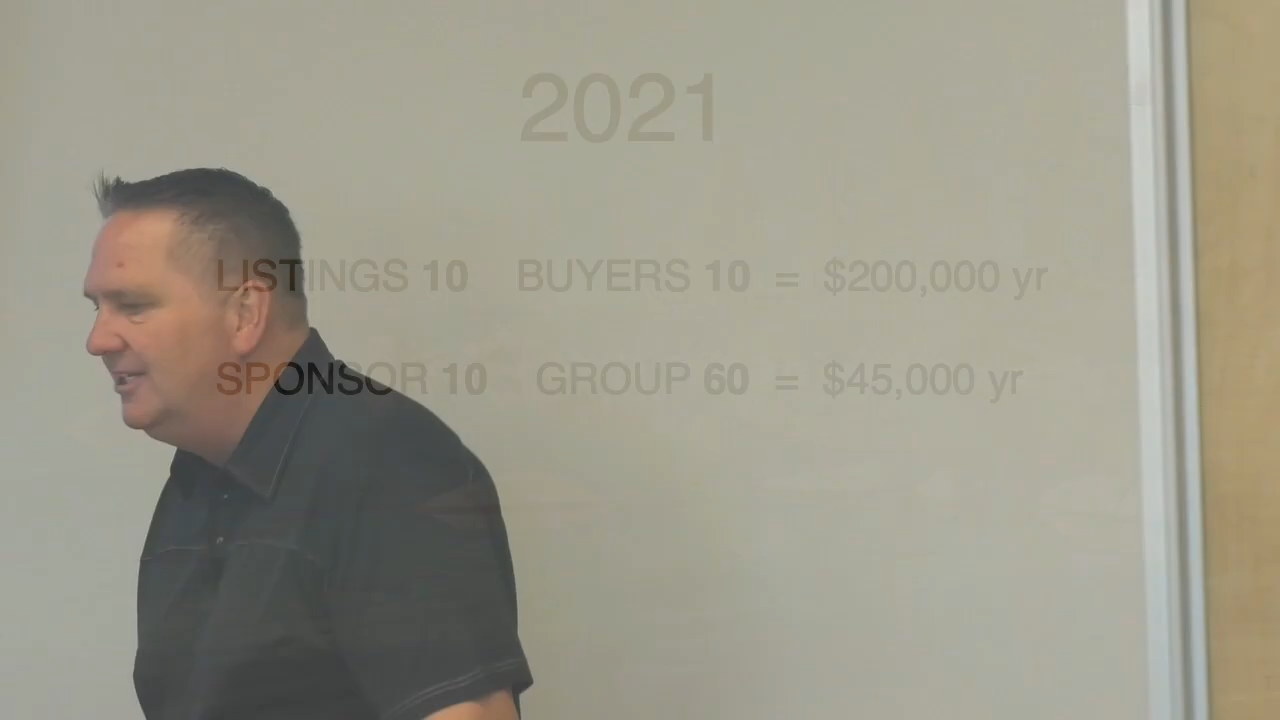 2021
LISTINGS 10 BUYERS 10 = $200,000 yr
SPONSOR 10 GROUP 60 = $45,000 yr